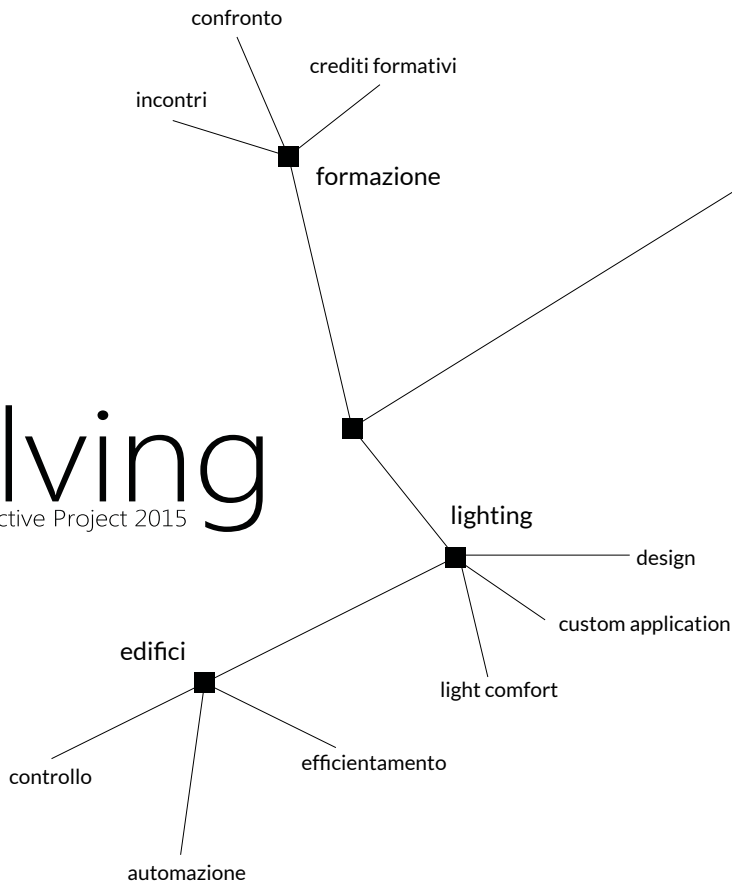 confronto
crediti formativi
incontri
formazione
lving
ctive Project 2015
lighting
design
custom application
edifici
light comfort
efficientamento
controllo
automazione